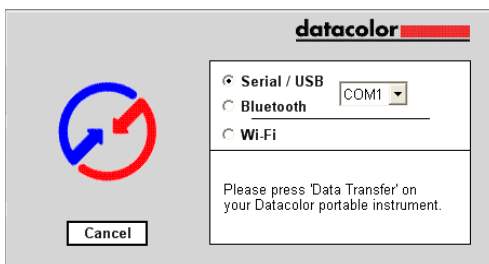 datacolor
Serial / USB
COM1
Bluetooth
Wi-Fi
Please press 'Data Transfer' on
your Datacolor portable instrument.
Cancel